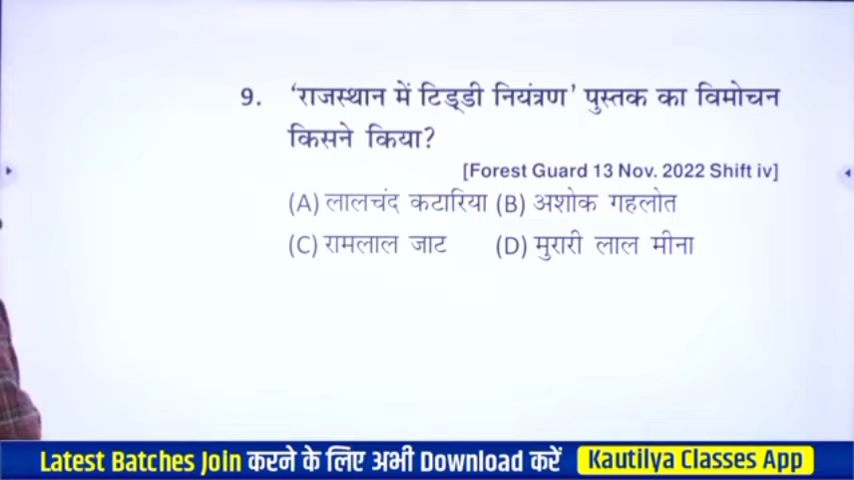 9. 'राजस्थान में टिड्डी नियंत्रण' पुस्तक का विमोचन
किसने किया?
[Forest Guard 13 Nov. 2022 Shift iv]
(A) लालचंद कटारिया (B) अशोक गहलोत
(C) रामलाल जाट (D) मुरारी लाल मीना
Latest Batches Join करने के लिए अभी Download करें Kautilya Classes App